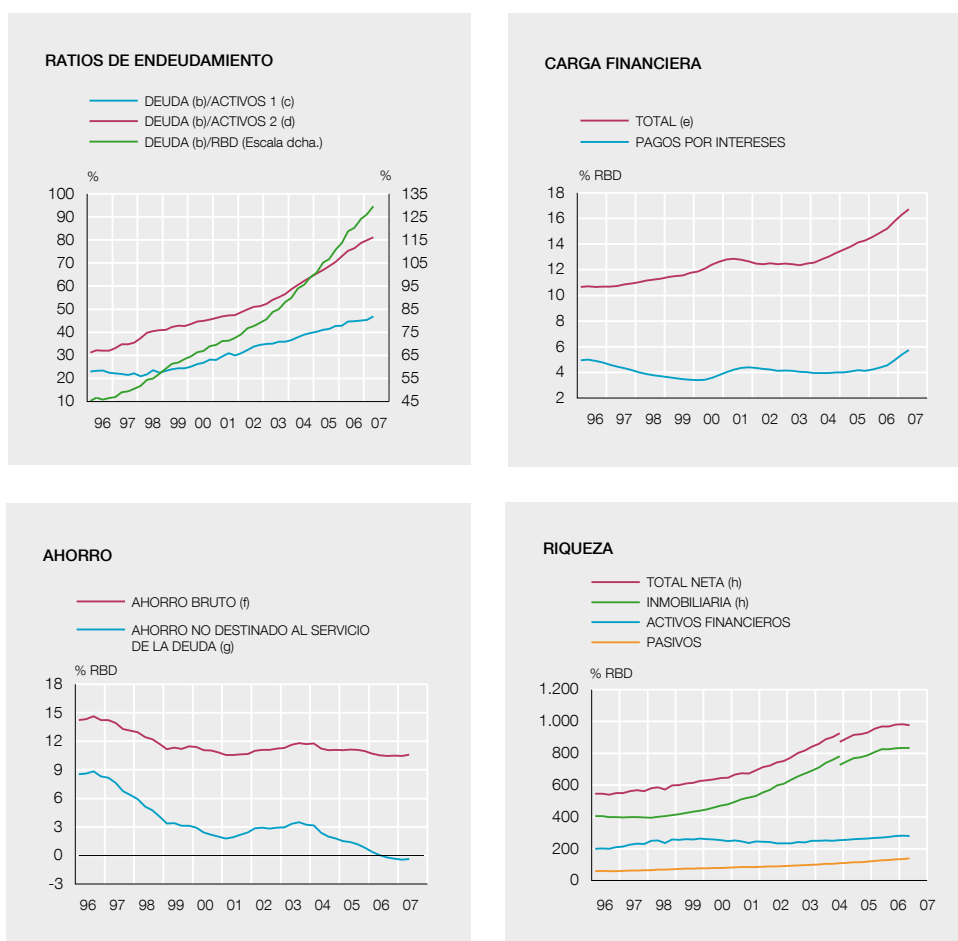 RATIOS DE ENDEUDAMIENTO
DEUDA (b)/ACTIVOS 1 (c)
DEUDA (b)/ACTIVOS 2 (d)
DEUDA (b)/RBD (Escala dcha.)
% %
100 135
90 125
80 115
70 105
60 95
50 85
40 75
30 65
20 55
10 45
96 97 98 99 00 01 02 03 04 05 06 07
CARGA FINANCIERA
TOTAL (e)
PAGOS POR INTERESES
% RBD
18
16
14
12
10
8
6
4
2
96 97 98 99 00 01 02 03 04 05 06 07
AHORRO
AHORRO BRUTO (f)
AHORRO NO DESTINADO AL SERVICIO
DE LA DEUDA (g)
% RBD
18
15
12
9
6
3
0
-3
96 97 98 99 00 01 02 03 04 05 06 07
RIQUEZA
TOTAL NETA (h)
INMOBILIARIA (h)
ACTIVOS FINANCIEROS
PASIVOS
% RBD
1.200
1.000
800
600
400
200
0
96 97 98 99 00 01 02 03 04 05 06 07